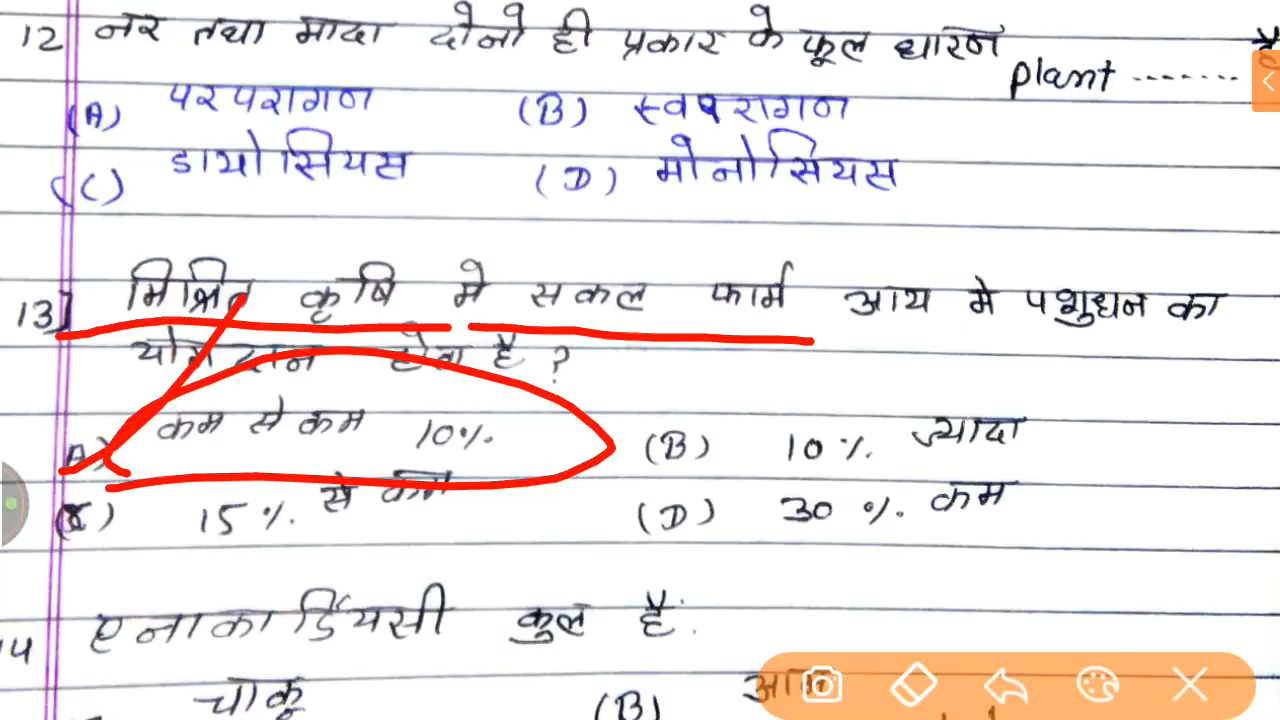 12 नर तथा मादा दोनो ही प्रकार के फूल धारण है
plant .......
(A) परपरागण (B) स्वपरागण
(C) डायोसियस (D) मोनोसियस
13] मिश्रित कृषि मे सकल फार्म आय मे पशुधन का
योगदान होता है ?
A) कम से कम 10% (B) 10 %. ज्यादा
(C) 15 %. से कम (D) 30 %. कम
14 एनाकार्डियसी कुल है:
चाकू (B) आम